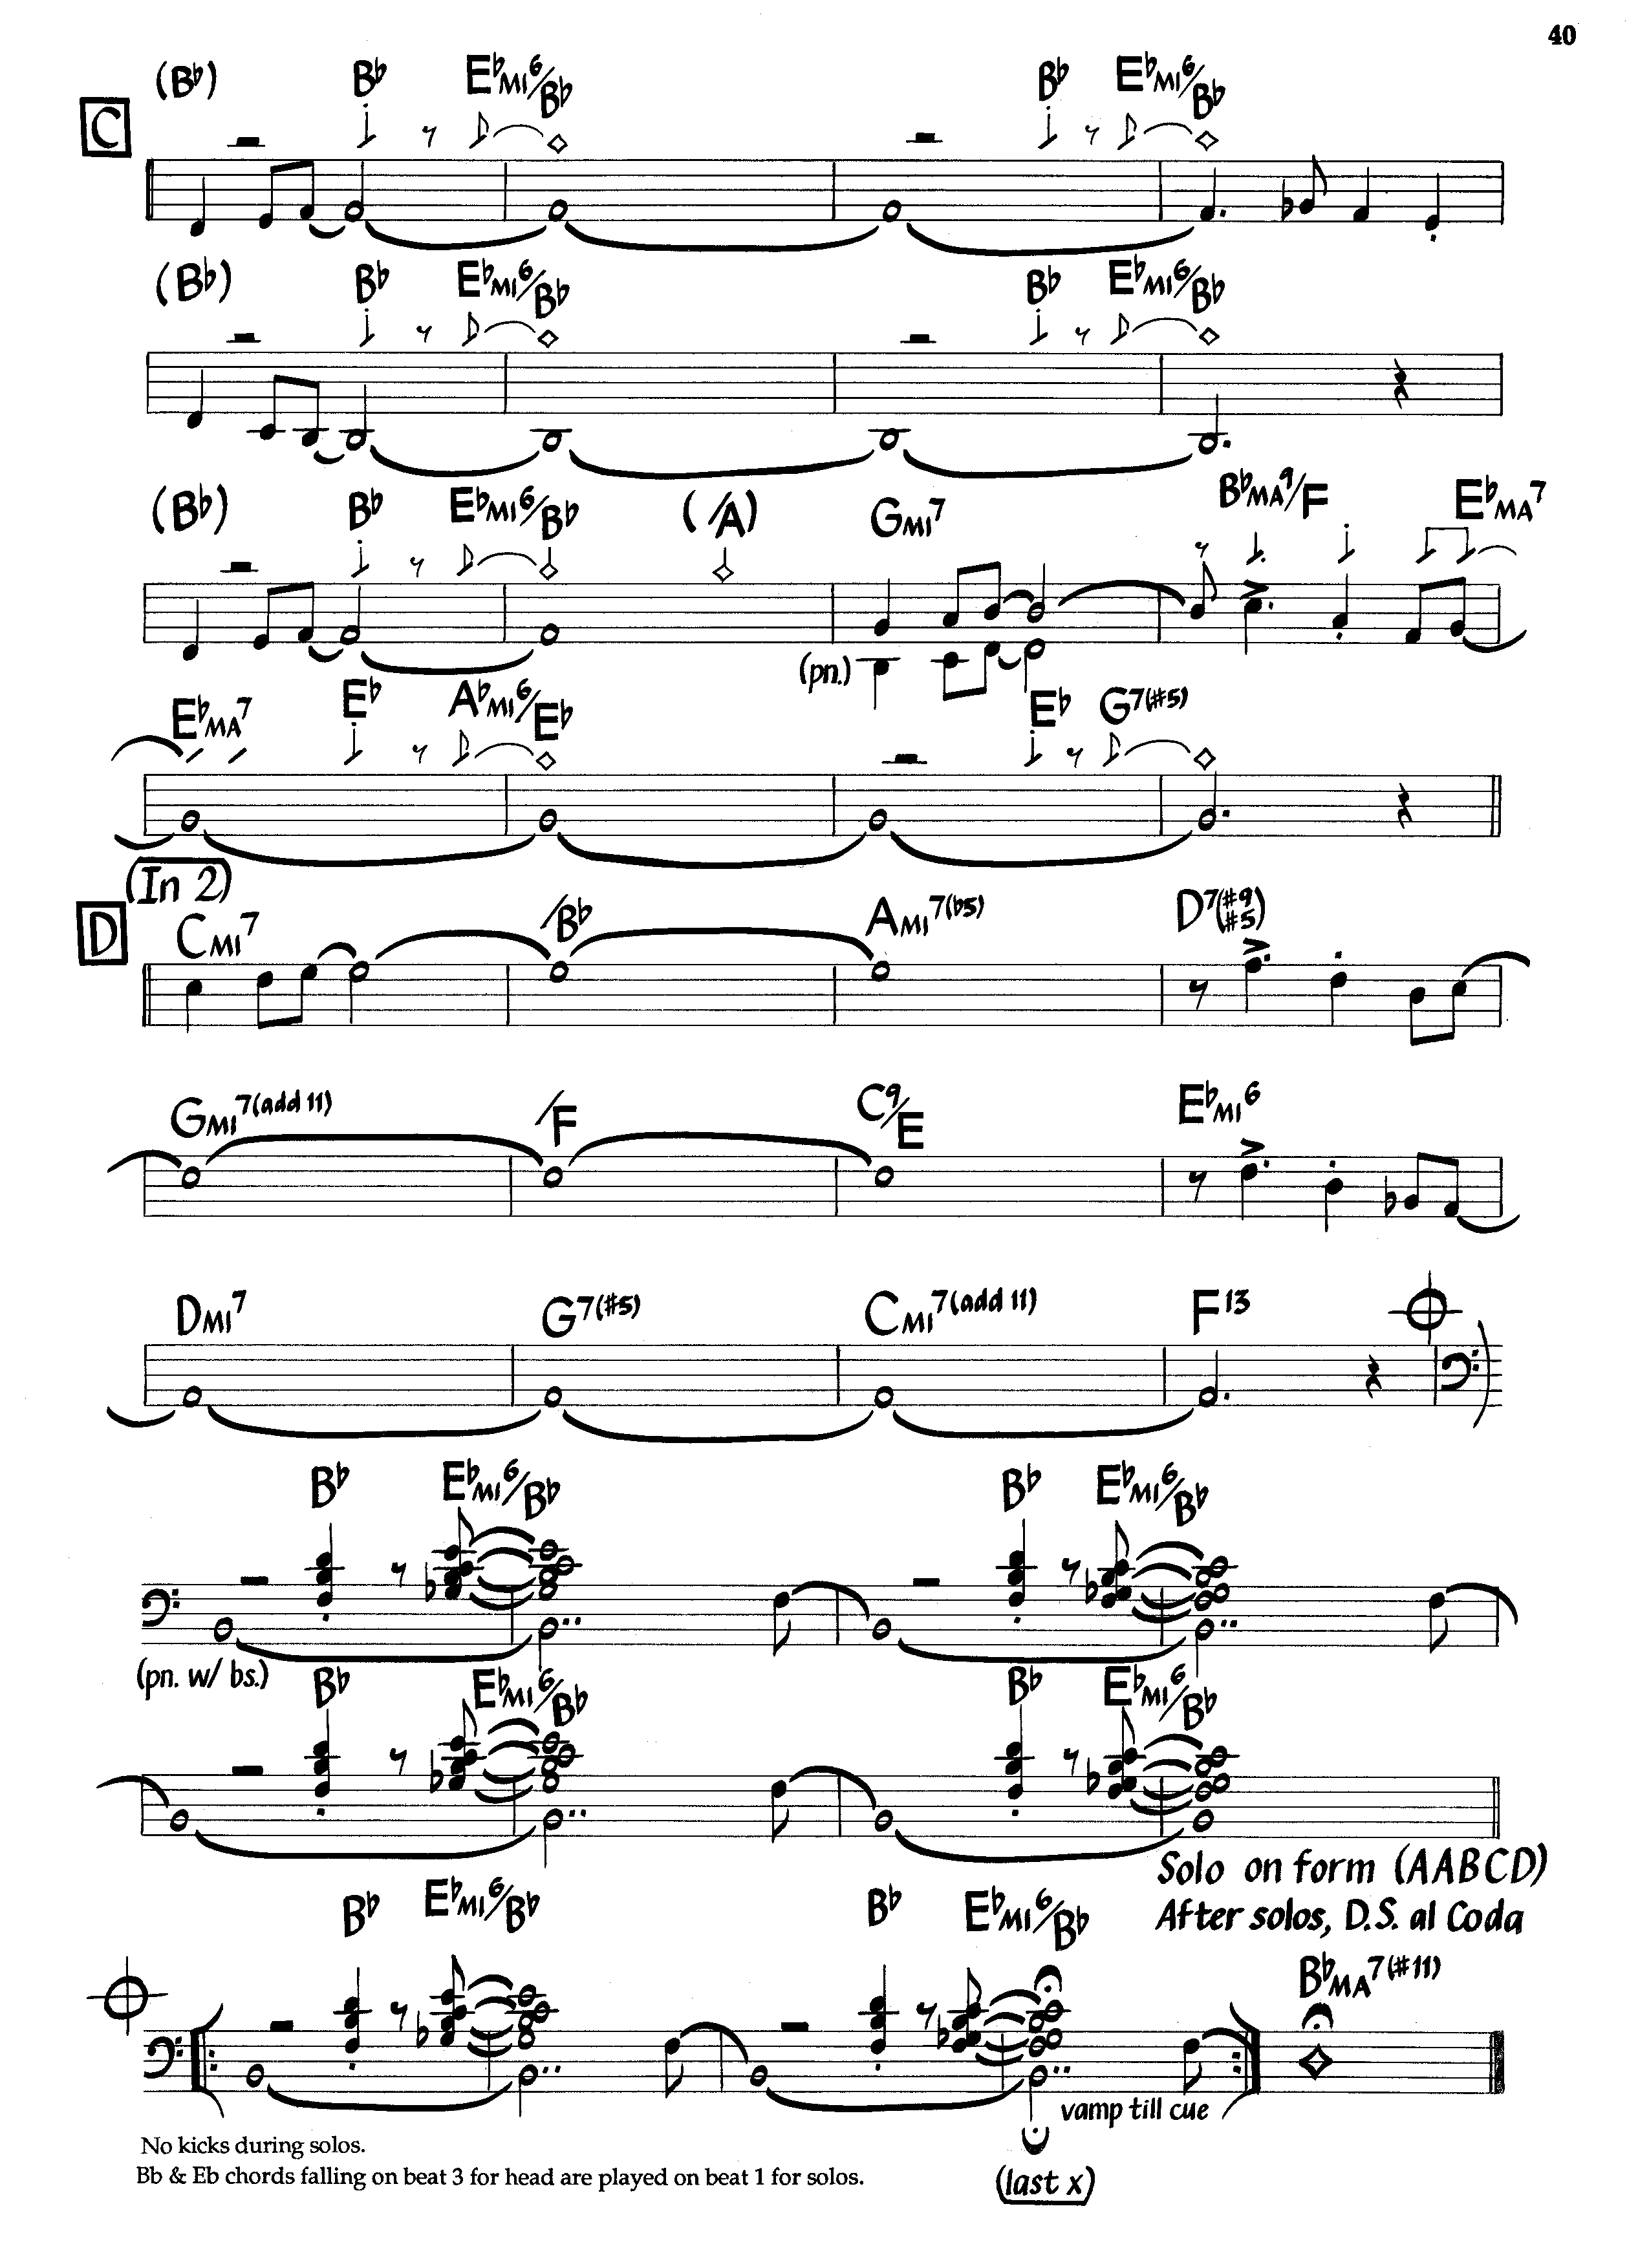 40
(B♭) B♭ E♭MI6/B♭ B♭ E♭MI6/B♭
C
(B♭) B♭ E♭MI6/B♭ B♭ E♭MI6/B♭
(B♭) B♭ E♭MI6/B♭ (/A) GMI7 B♭MA9/F E♭MA7
(pn.)
E♭MA7 E♭ A♭MI6/E♭ E♭ G7(#5)
(In 2)
D CMI7 /B♭ AMI7(♭5) D7(#9 #5)
GMI7(add 11) /F C9/E E♭MI6
DMI7 G7(#5) CMI7(add 11) F13
B♭ E♭MI6/B♭ B♭ E♭MI6/B♭
(pn. w/ bs.)
B♭ E♭MI6/B♭ B♭ E♭MI6/B♭
Solo on form (AABCD)
After solos, D.S. al Coda
B♭ E♭MI6/B♭ B♭ E♭MI6/B♭ B♭MA7(#11)
vamp till cue
No kicks during solos.
Bb & Eb chords falling on beat 3 for head are played on beat 1 for solos.
(last x)